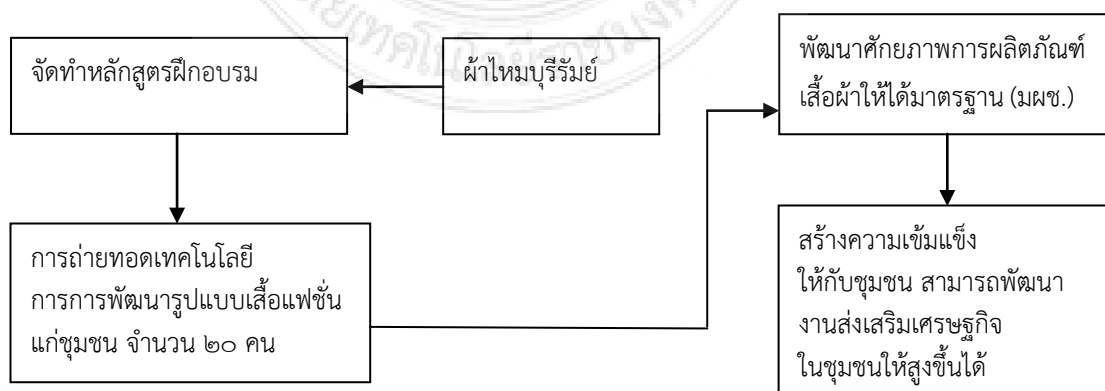 ผ้าไหมบุรีรัมย์
จัดทำหลักสูตรฝึกอบรม
การถ่ายทอดเทคโนโลยี
การการพัฒนารูปแบบเสื้อแฟชั่น
แก่ชุมชน จำนวน ๒๐ คน
พัฒนาศักยภาพการผลิตภัณฑ์
เสื้อผ้าให้ได้มาตรฐาน (มผช.)
สร้างความเข้มแข็ง
ให้กับชุมชน สามารถพัฒนา
งานส่งเสริมเศรษฐกิจ
ในชุมชนให้สูงขึ้นได้